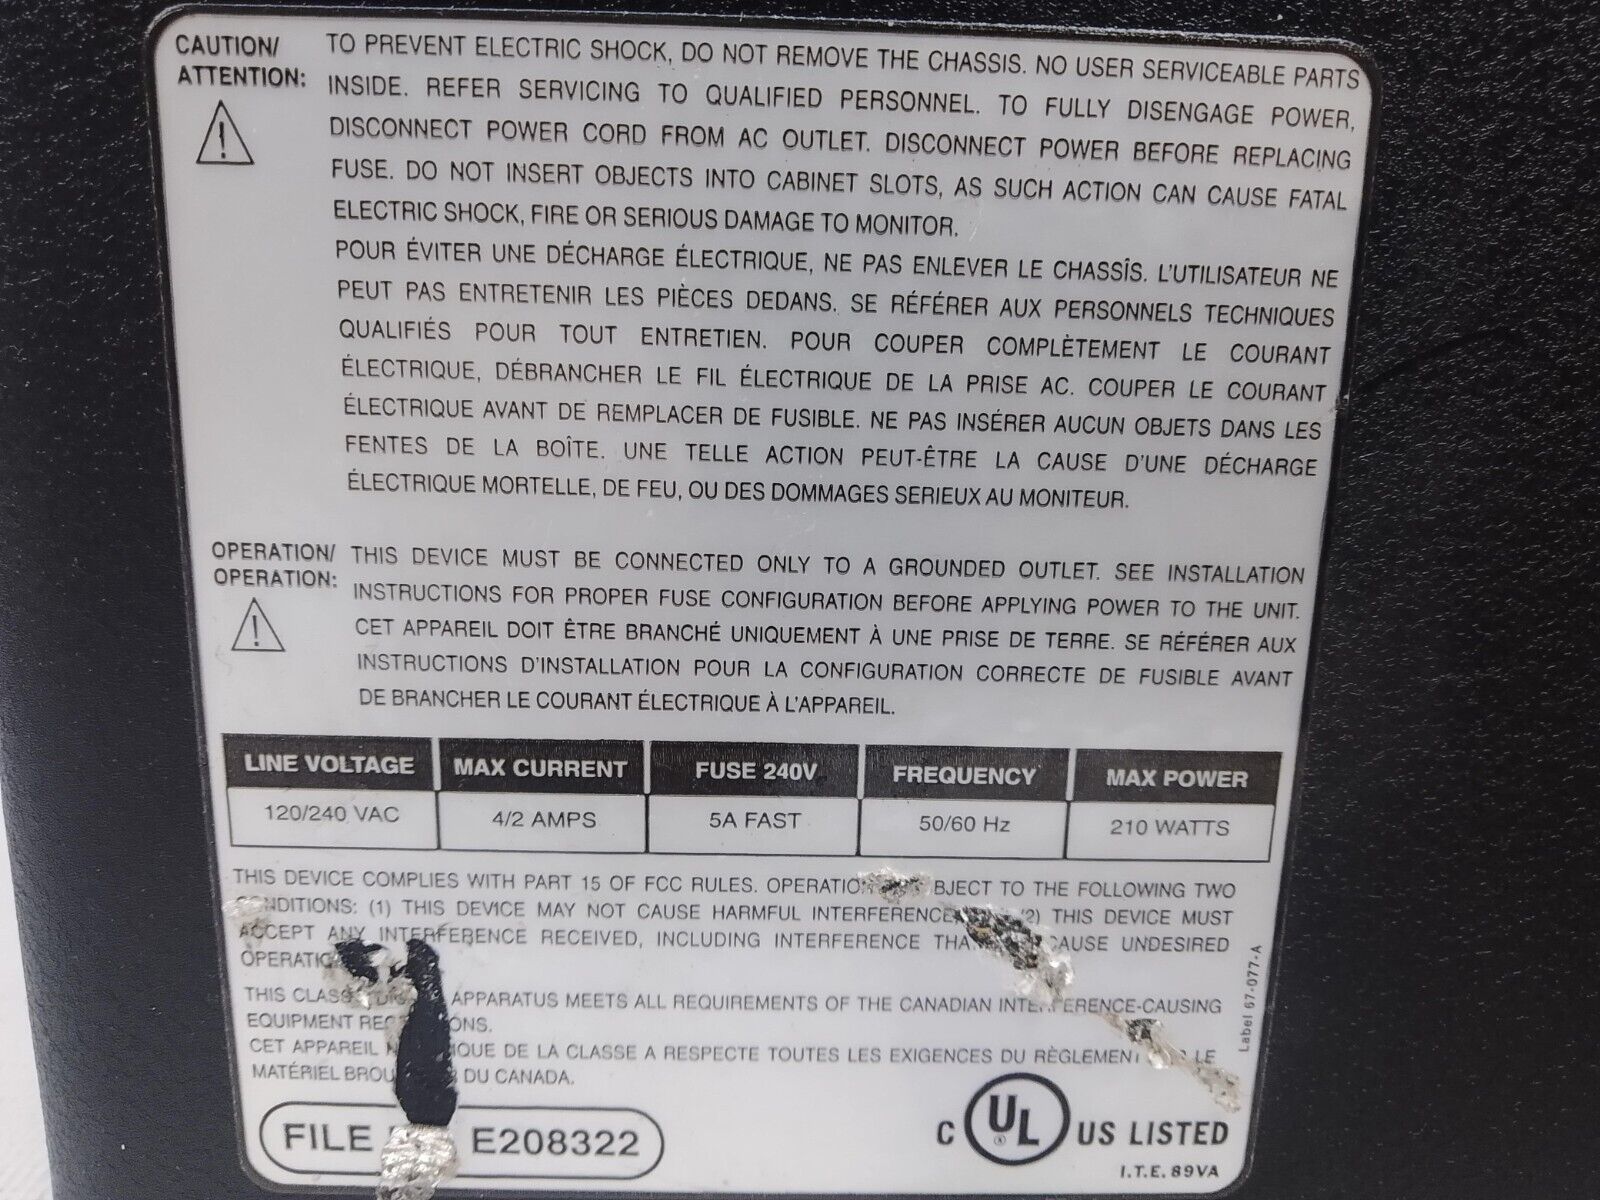 CAUTION/
ATTENTION:
TO PREVENT ELECTRIC SHOCK, DO NOT REMOVE THE CHASSIS. NO USER SERVICEABLE PARTS
INSIDE. REFER SERVICING TO QUALIFIED PERSONNEL. TO FULLY DISENGAGE POWER,
DISCONNECT POWER CORD FROM AC OUTLET. DISCONNECT POWER BEFORE REPLACING
FUSE. DO NOT INSERT OBJECTS INTO CABINET SLOTS, AS SUCH ACTION CAN CAUSE FATAL
ELECTRIC SHOCK, FIRE OR SERIOUS DAMAGE TO MONITOR.
POUR ÉVITER UNE DÉCHARGE ÉLECTRIQUE, NE PAS ENLEVER LE CHASSÎS. L'UTILISATEUR NE
PEUT PAS ENTRETENIR LES PIÈCES DEDANS. SE RÉFÉRER AUX PERSONNELS TECHNIQUES
QUALIFIÉS POUR TOUT ENTRETIEN. POUR COUPER COMPLÈTEMENT LE COURANT
ÉLECTRIQUE, DÉBRANCHER LE FIL ÉLECTRIQUE DE LA PRISE AC. COUPER LE COURANT
ÉLECTRIQUE AVANT DE REMPLACER DE FUSIBLE. NE PAS INSÉRER AUCUN OBJETS DANS LES
FENTES DE LA BOÎTE. UNE TELLE ACTION PEUT-ÊTRE LA CAUSE D'UNE DÉCHARGE
ÉLECTRIQUE MORTELLE, DE FEU, OU DES DOMMAGES SERIEUX AU MONITEUR.
OPERATION/
OPERATION:
THIS DEVICE MUST BE CONNECTED ONLY TO A GROUNDED OUTLET. SEE INSTALLATION
INSTRUCTIONS FOR PROPER FUSE CONFIGURATION BEFORE APPLYING POWER TO THE UNIT.
CET APPAREIL DOIT ÊTRE BRANCHÉ UNIQUEMENT À UNE PRISE DE TERRE. SE RÉFÉRER AUX
INSTRUCTIONS D'INSTALLATION POUR LA CONFIGURATION CORRECTE DE FUSIBLE AVANT
DE BRANCHER LE COURANT ÉLECTRIQUE À L'APPAREIL.
LINE VOLTAGE MAX CURRENT FUSE 240V FREQUENCY MAX POWER
120/240 VAC 4/2 AMPS 5A FAST 50/60 Hz 210 WATTS
THIS DEVICE COMPLIES WITH PART 15 OF FCC RULES. TO THE FOLLOWING TWO
(1) THIS DEVICE MAY NOT CAUSE HARMFUL INTERFERENCE (2) THIS DEVICE MUST
ACCEPT ANY INTERFERENCE RECEIVED, INCLUDING INTERFERENCE CAUSE UNDESIRED
THIS CLASS APPARATUS MEETS ALL REQUIREMENTS OF THE CANADIAN INTERFERENCE-CAUSING
EQUIPMENT
CET APPAREIL DE LA CLASSE A RESPECTE TOUTES LES EXIGENCES DU RÈGLEMENT LE
MATÉRIEL DU CANADA.
Label 67-077-A
FILE E208322
C UL ® US LISTED
I.T.E. 89VA